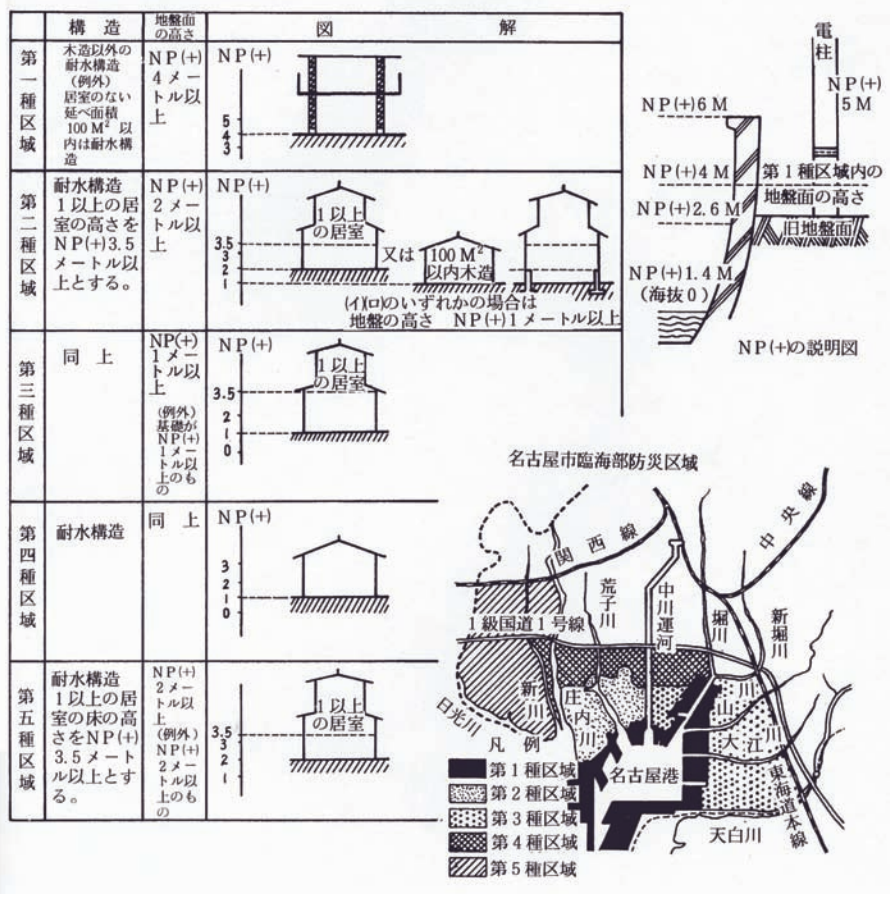 構造
地盤面
の高さ
図 解
第一種区域
木造以外の
耐水構造
(例外)
居室のない
延べ面積
100 M² 以
内は耐水構
造
NP(+)
4メー
トル以
上
NP(+)
5
4
3
第二種区域
耐水構造
1以上の居
室の高さを
NP(+)3.5
メートル以
上とする。
NP(+)
2メー
トル以
上
NP(+)
3.5
3
2
1
1以上
の居室
又は
100 M²
以内木造
(イ)(ロ)のいずれかの場合は
地盤の高さ NP(+)1メートル以上
第三種区域
同上
NP(+)
1メー
トル以
上
(例外)
基礎が
NP(+)
1メー
トル以
上のも
の
NP(+)
3.5
2
1
0
1以上
の居室
第四種区域
耐水構造
同上
NP(+)
3
2
1
0
第五種区域
耐水構造
1以上の居
室の床の高
さをNP(+)
3.5メート
ル以上とす
る。
NP(+)
2メー
トル以
上
(例外)
NP(+)
2メー
トル以
上のも
の
NP(+)
3.5
3
2
1
1以上
の居室
電柱
NP(+)
5M
NP(+)6M
NP(+)4M
第1種区域内の
地盤面の高さ
NP(+)2.6M
旧地盤面
NP(+)1.4M
(海抜0)
NP(+)の説明図
名古屋市臨海部防災区域
関西線
中央線
荒子川
中川運河
堀川
新堀川
1級国道1号線
新川
庄内川
日光川
山川
大江川
東海道本線
名古屋港
天白川
凡例
第1種区域
第2種区域
第3種区域
第4種区域
第5種区域